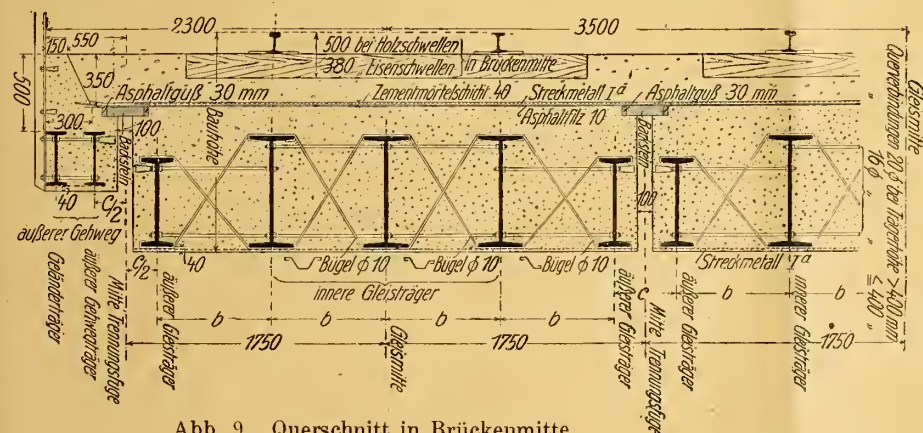 2300
3500
150 550
500 bei Holzschwellen
380 „ Eisenschwellen
in Brückenmitte
500
350
Asphaltguß 30 mm
Zementmörtelschicht 40
Streckmetall Iª
Asphaltguß 30 mm
Asphaltfilz 10
300
100
Bauhöhe
100
Gleismitte
Querverbindungen 20 ϕ bei Trägerhöhe > 400 mm
„ 16 ϕ „ „ ≦ 400 „
40
C/2
äußerer Gehweg
C/2
40
Bügel ϕ 10
Bügel ϕ 10
Bügel ϕ 10
innere Gleisträger
Streckmetall Iª
c
b
b
b
b
b
b
1750
1750
1750
Geländerträger
äußerer Gehwegträger
Mitte Trennungsfuge
äußerer Gleisträger
Gleismitte
äußerer Gleisträger
Mitte Trennungsfuge
äußerer Gleisträger
innerer Gleisträger
Abb. 9. Querschnitt in Brückenmitte